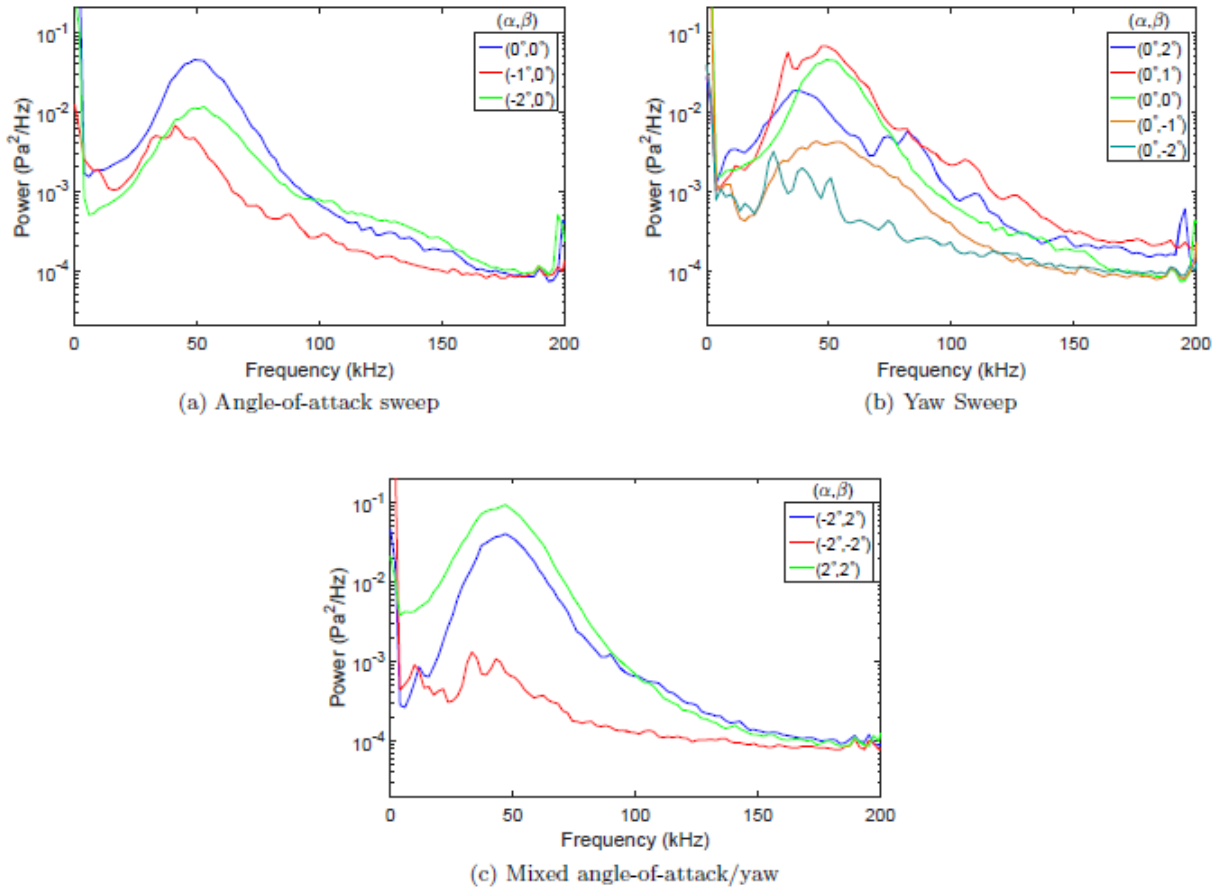 (α,β)
(0°,0°)
(-1°,0°)
(-2°,0°)
10⁻¹
10⁻²
10⁻³
10⁻⁴
Power (Pa²/Hz)
0 50 100 150 200
Frequency (kHz)
(a) Angle-of-attack sweep
(α,β)
(0°,2°)
(0°,1°)
(0°,0°)
(0°,-1°)
(0°,-2°)
10⁻¹
10⁻²
10⁻³
10⁻⁴
Power (Pa²/Hz)
0 50 100 150 200
Frequency (kHz)
(b) Yaw Sweep
(α,β)
(-2°,2°)
(-2°,-2°)
(2°,2°)
10⁻¹
10⁻²
10⁻³
10⁻⁴
Power (Pa²/Hz)
0 50 100 150 200
Frequency (kHz)
(c) Mixed angle-of-attack/yaw